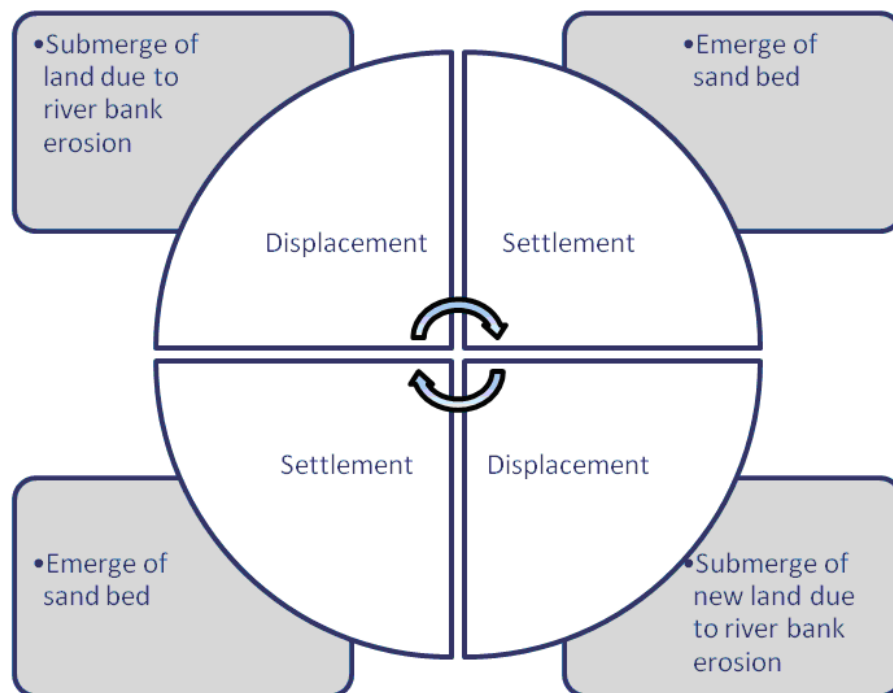 •Submerge of
land due to
river bank
erosion
•Emerge of
sand bed
Displacement
Settlement
Settlement
Displacement
•Emerge of
sand bed
•Submerge of
new land due
to river bank
erosion